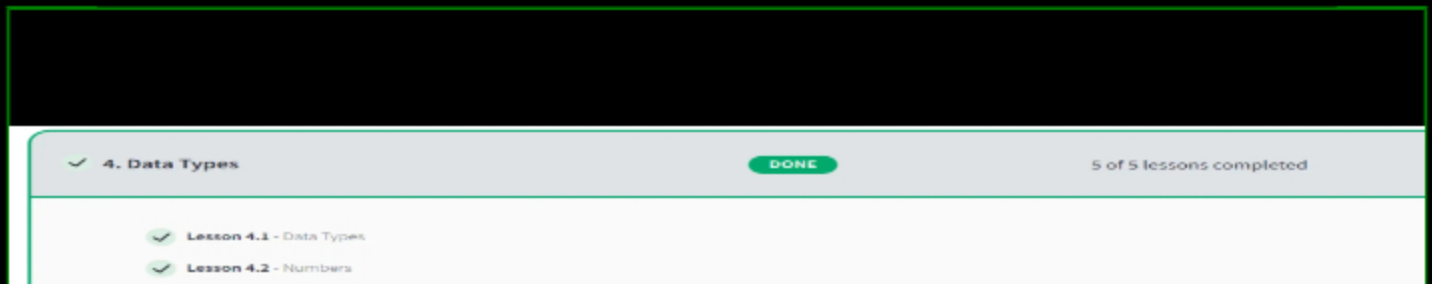 4. Data Types DONE 5 of 5 lessons completed
Lesson 4.1 - Data Types
Lesson 4.2 - Numbers